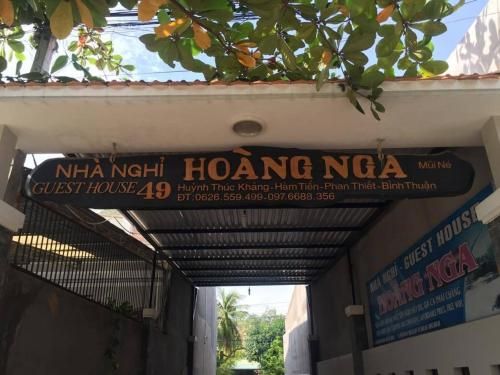 NHÀ NGHỈ HOÀNG NGA Mũi Né
GUEST HOUSE 49 Huỳnh Thúc Kháng-Hàm Tiến-Phan Thiết-Bình Thuận
ĐT:0626.559.499-097.6688.356
NHÀ NGHỈ - GUEST HOUSE
HOÀNG NGA